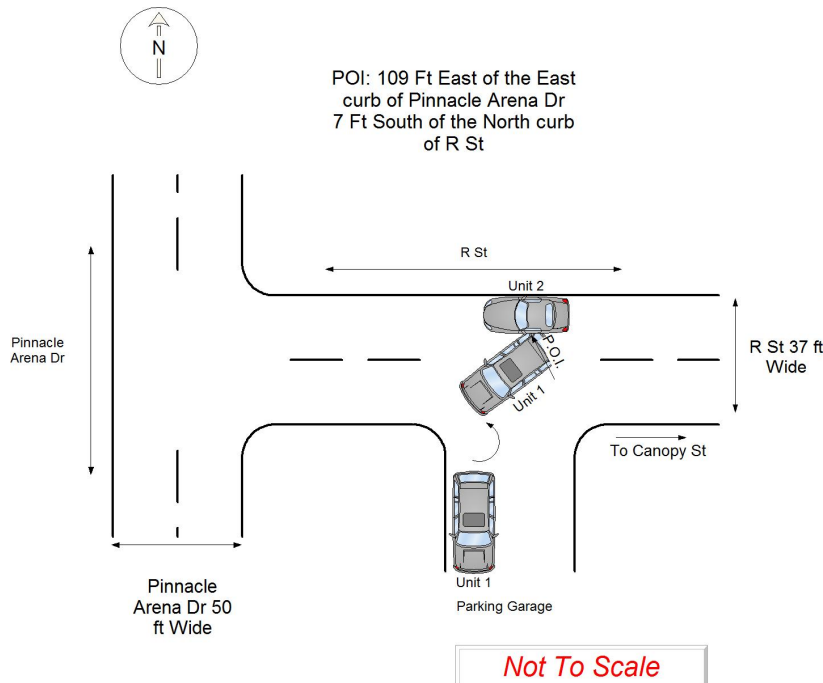 N
POI: 109 Ft East of the East
curb of Pinnacle Arena Dr
7 Ft South of the North curb
of R St
R St
Unit 2
Pinnacle
Arena Dr
P.O.I.
R St 37 ft
Wide
Unit 1
To Canopy St
Unit 1
Parking Garage
Pinnacle
Arena Dr 50
ft Wide
Not To Scale